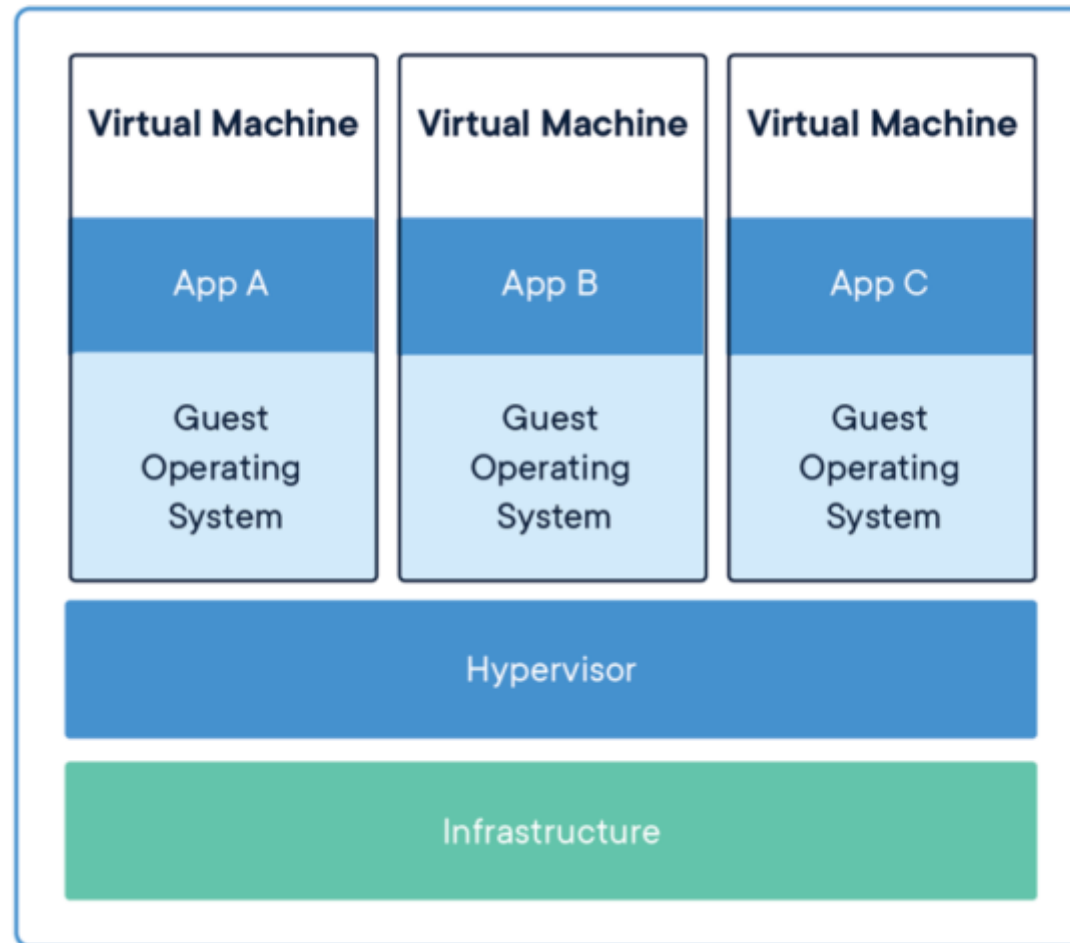 Virtual Machine
App A
Guest
Operating
System
Virtual Machine
App B
Guest
Operating
System
Virtual Machine
App C
Guest
Operating
System
Hypervisor
Infrastructure